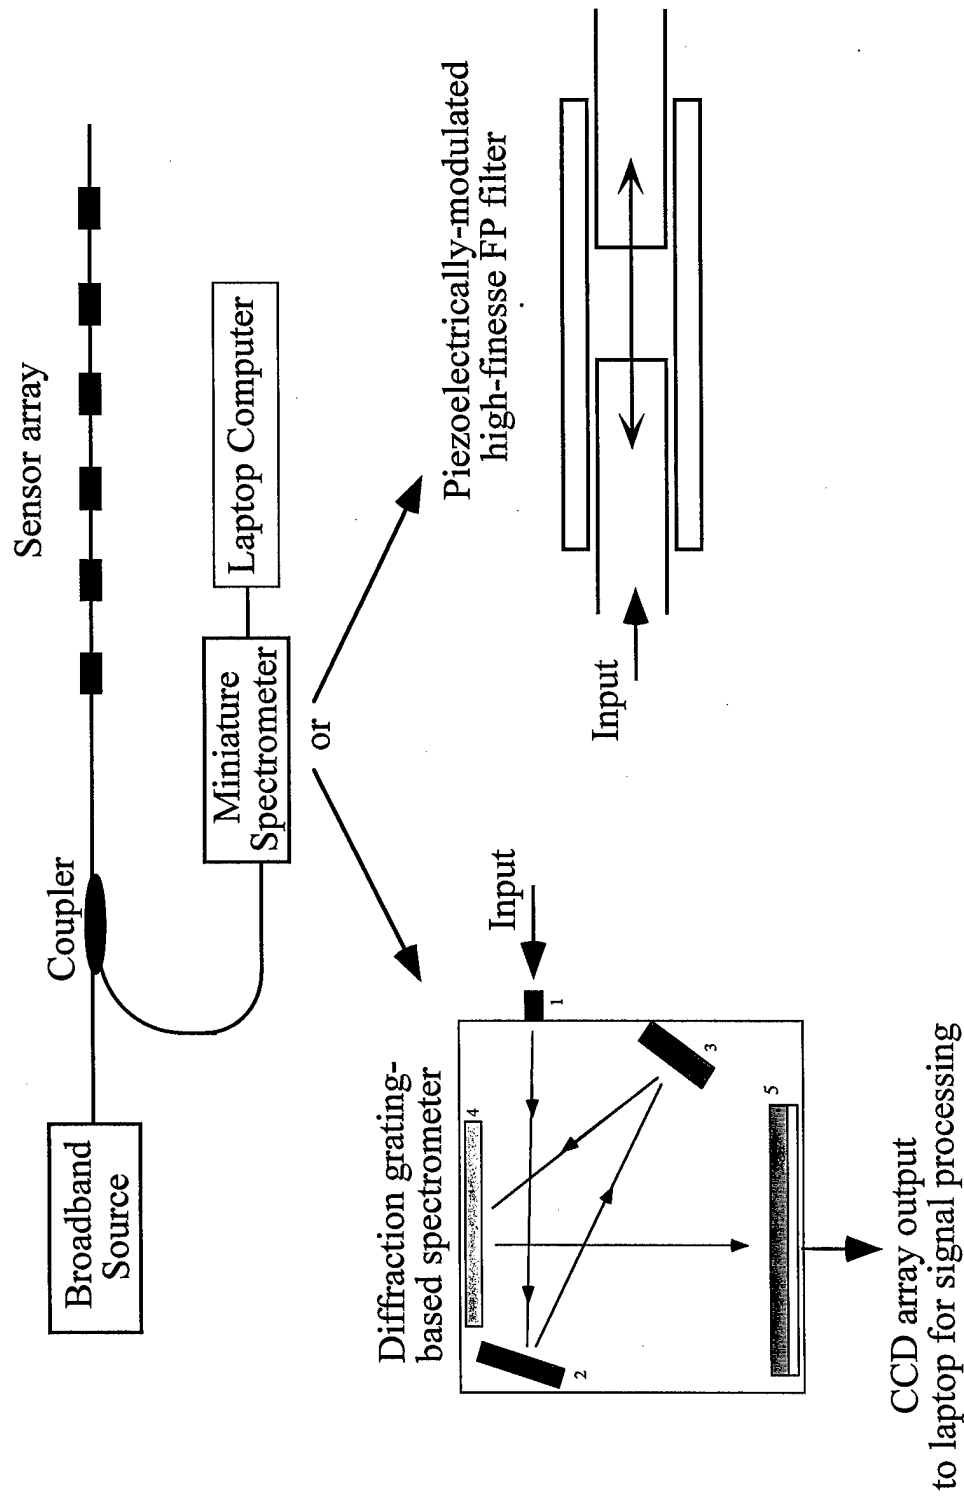 Sensor array
Coupler
Broadband
Source
Miniature
Spectrometer
Laptop Computer
or
Diffraction grating-
based spectrometer
Input
1
2
3
4
5
CCD array output
to laptop for signal processing
Piezoelectrically-modulated
high-finesse FP filter
Input